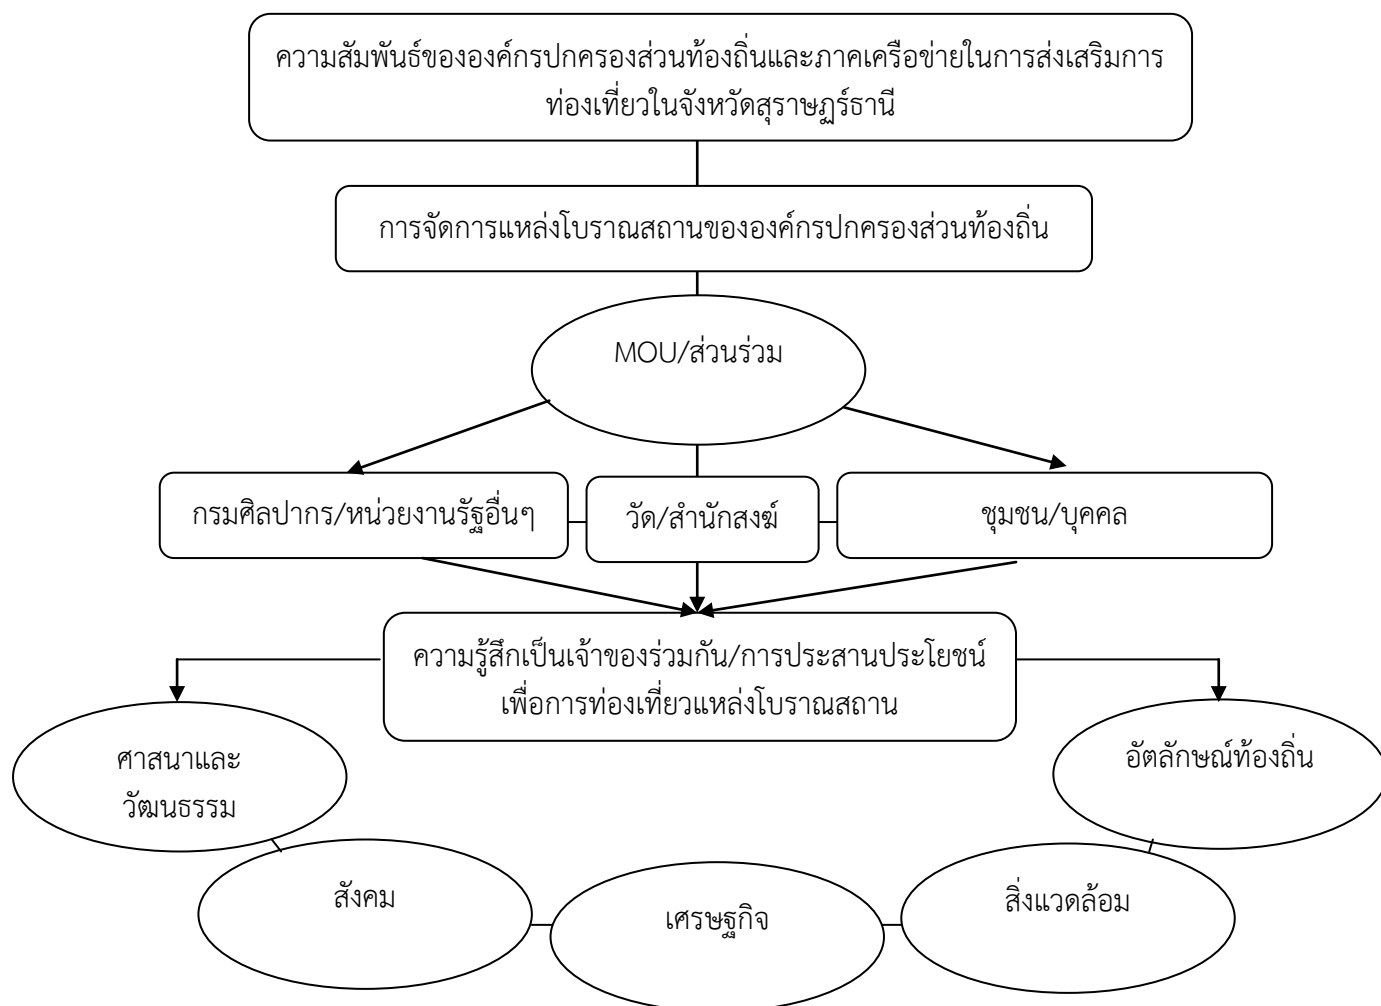 ความสัมพันธ์ขององค์กรปกครองส่วนท้องถิ่นและภาคเครือข่ายในการส่งเสริมการ
ท่องเที่ยวในจังหวัดสุราษฎร์ธานี
การจัดการแหล่งโบราณสถานขององค์กรปกครองส่วนท้องถิ่น
MOU/ส่วนร่วม
กรมศิลปากร/หน่วยงานรัฐอื่นๆ
วัด/สำนักสงฆ์
ชุมชน/บุคคล
ความรู้สึกเป็นเจ้าของร่วมกัน/การประสานประโยชน์
เพื่อการท่องเที่ยวแหล่งโบราณสถาน
ศาสนาและ
วัฒนธรรม
สังคม
เศรษฐกิจ
สิ่งแวดล้อม
อัตลักษณ์ท้องถิ่น